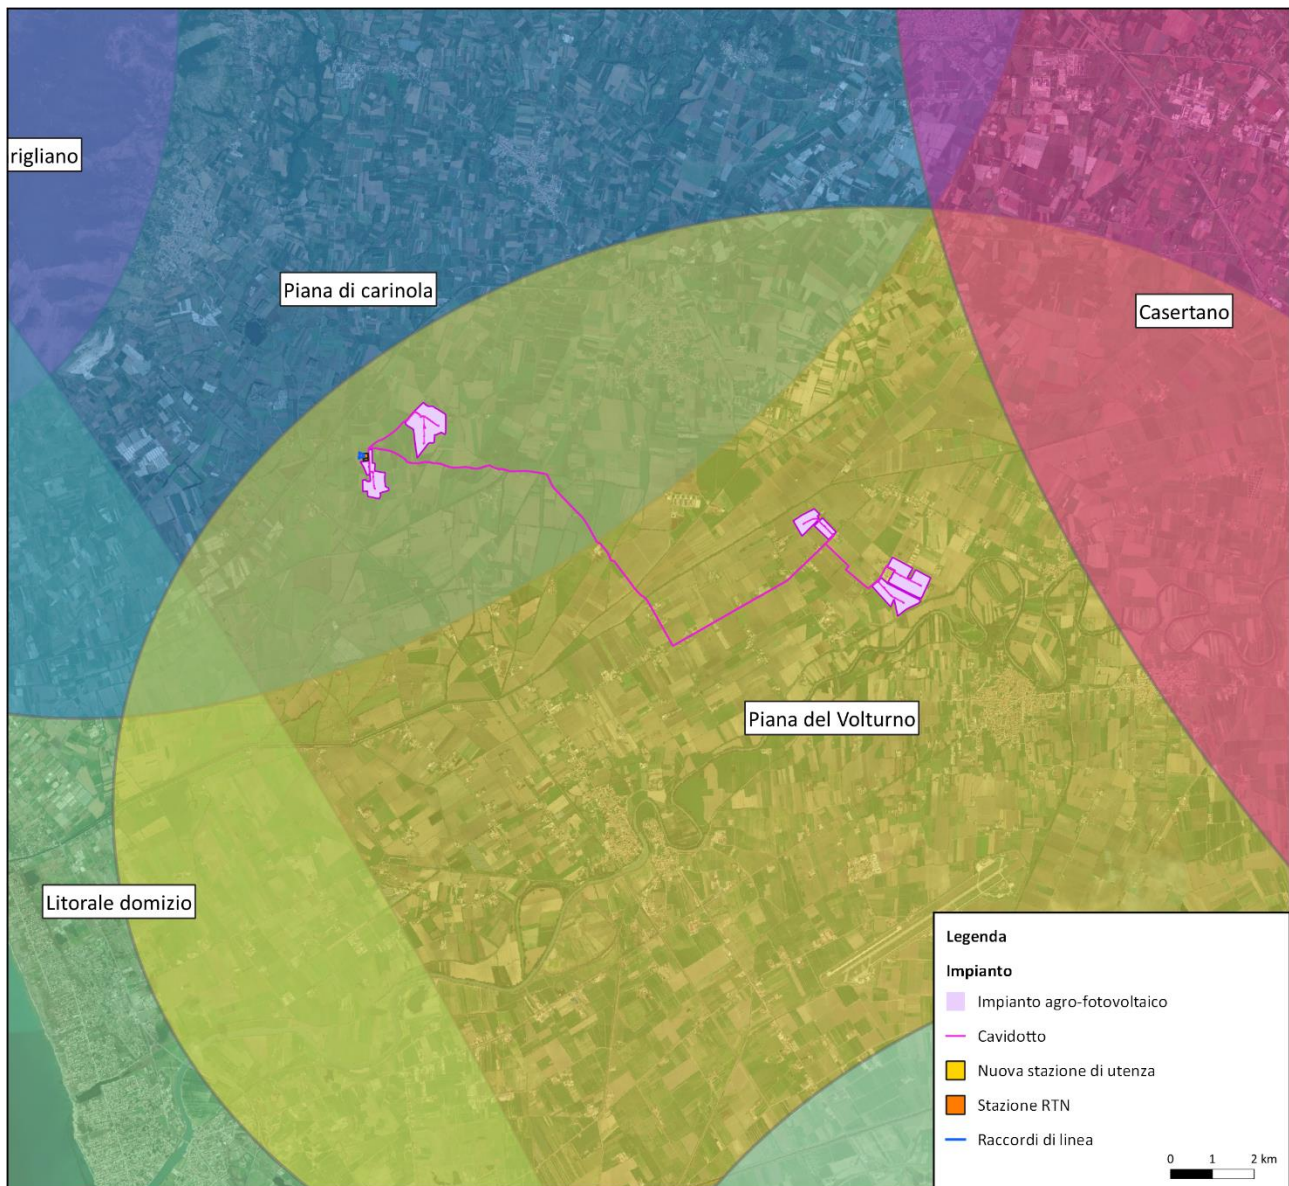 rigliano
Piana di carinola
Casertano
Piana del Volturno
Litorale domizio
Legenda
Impianto
Impianto agro-fotovoltaico
Cavidotto
Nuova stazione di utenza
Stazione RTN
Raccordi di linea
0 1 2 km